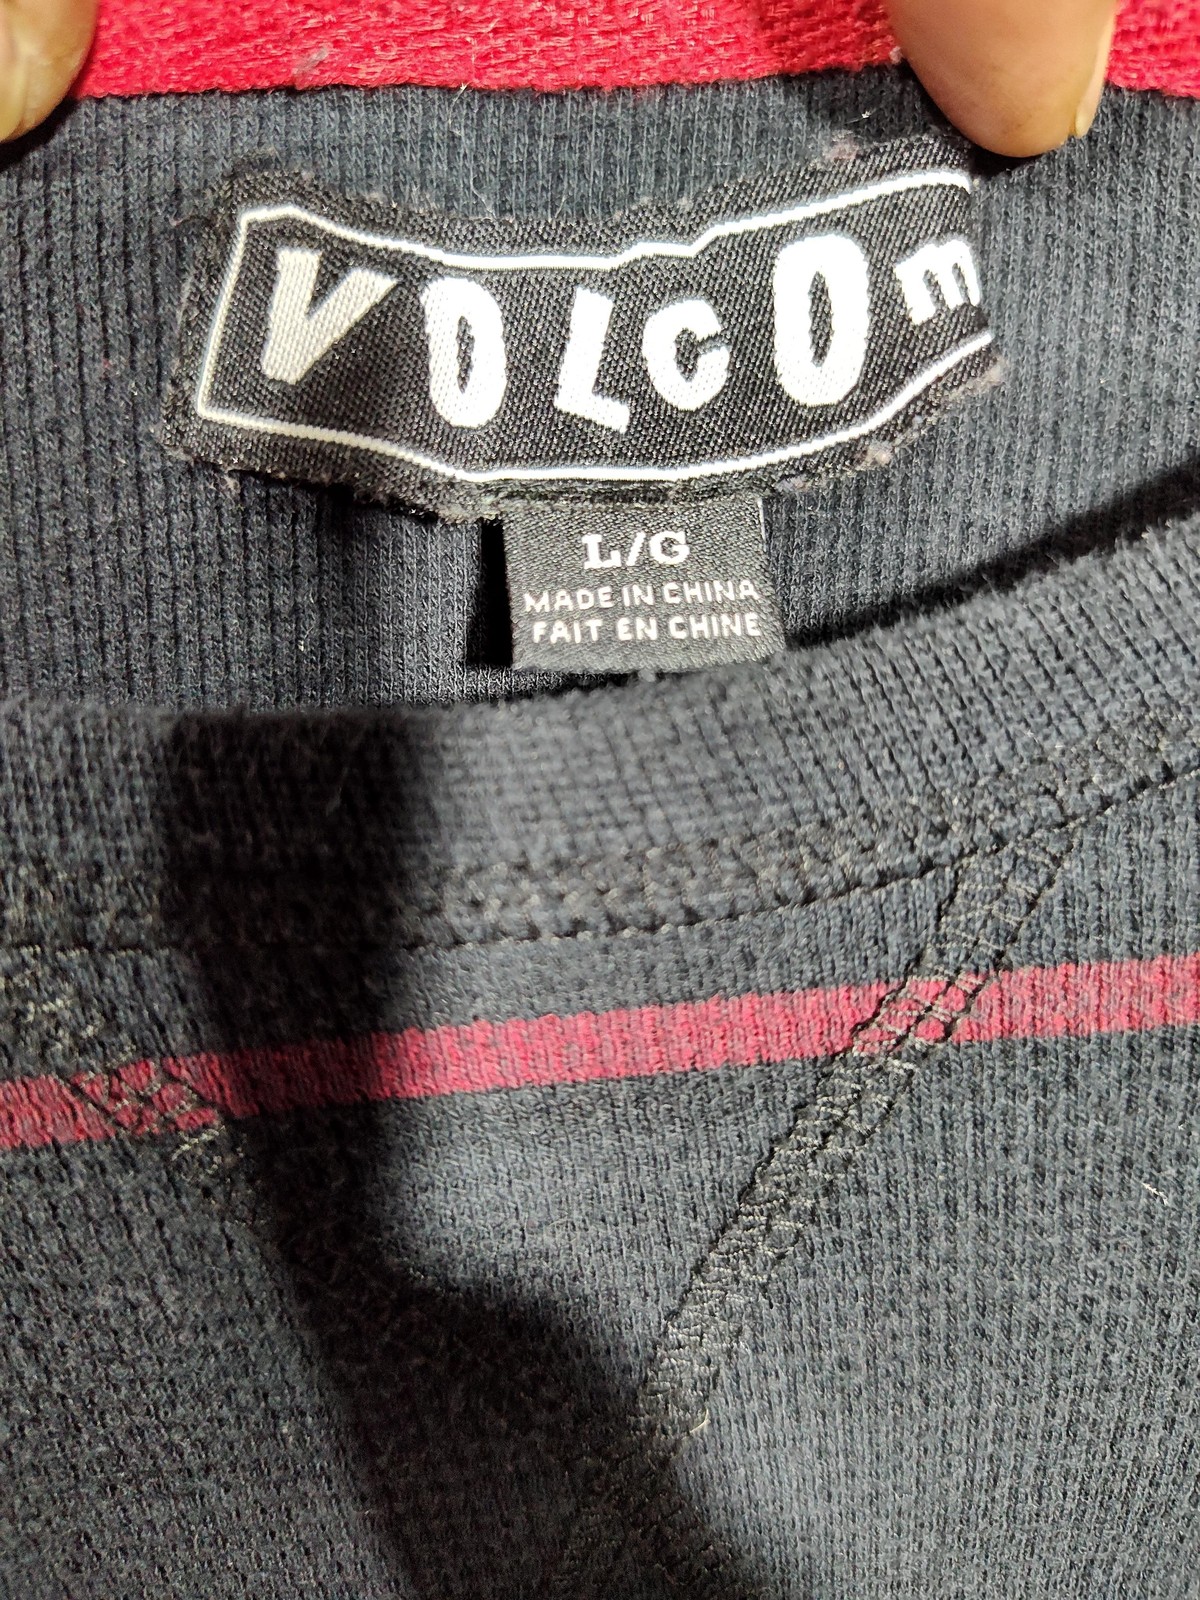 VOLCOm
L/G
MADE IN CHINA
FAIT EN CHINE